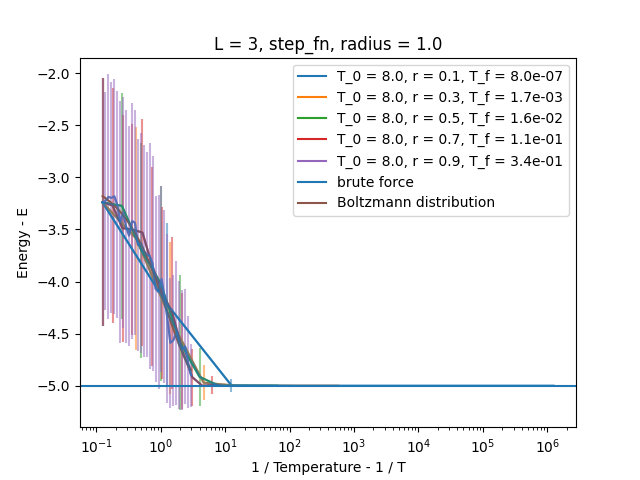 L = 3, step_fn, radius = 1.0
T_0 = 8.0, r = 0.1, T_f = 8.0e-07
T_0 = 8.0, r = 0.3, T_f = 1.7e-03
T_0 = 8.0, r = 0.5, T_f = 1.6e-02
T_0 = 8.0, r = 0.7, T_f = 1.1e-01
T_0 = 8.0, r = 0.9, T_f = 3.4e-01
brute force
Boltzmann distribution
Energy - E
−2.0
−2.5
−3.0
−3.5
−4.0
−4.5
−5.0
10⁻¹ 10⁰ 10¹ 10² 10³ 10⁴ 10⁵ 10⁶
1 / Temperature - 1 / T